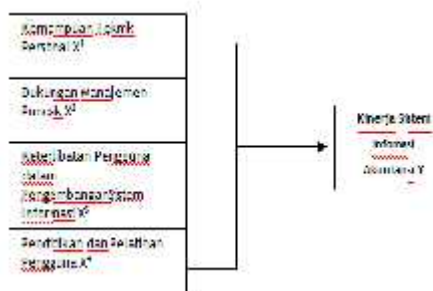 Kemampuan Teknik
Personal X¹
Dukungan Manajemen
Puncak X²
Keterlibatan Pengguna
dalam
Pengembangan Sistem
Informasi X³
Pendidikan dan Pelatihan
Pengguna X⁴
Kinerja Sistem
Informasi
Akuntansi Y